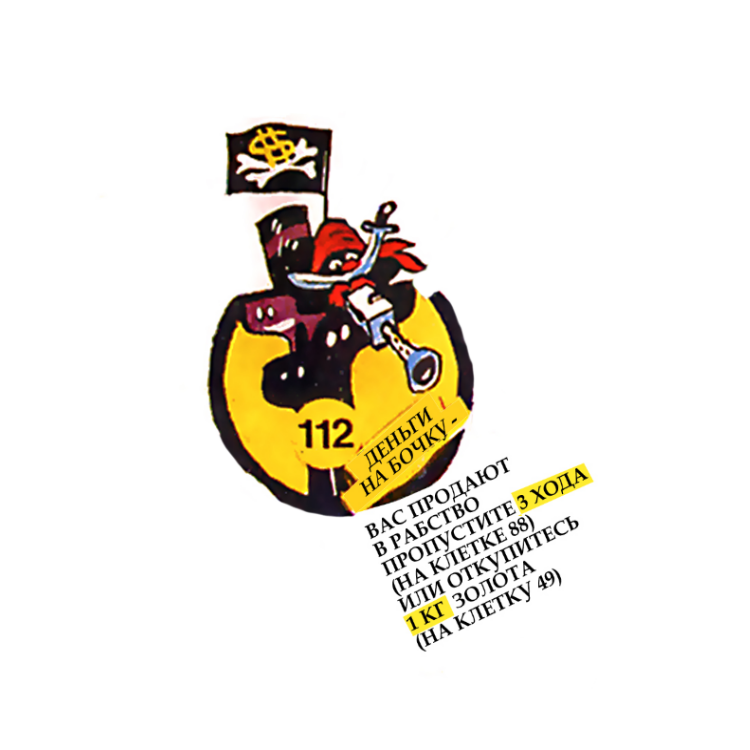 112
ДЕНЬГИ
НА БОЧКУ -
ВАС ПРОДАЮТ
В РАБСТВО
ПРОПУСТИТЕ 3 ХОДА
(НА КЛЕТКЕ 88)
ИЛИ ОТКУПИТЕСЬ
1 КГ ЗОЛОТА
(НА КЛЕТКУ 49)